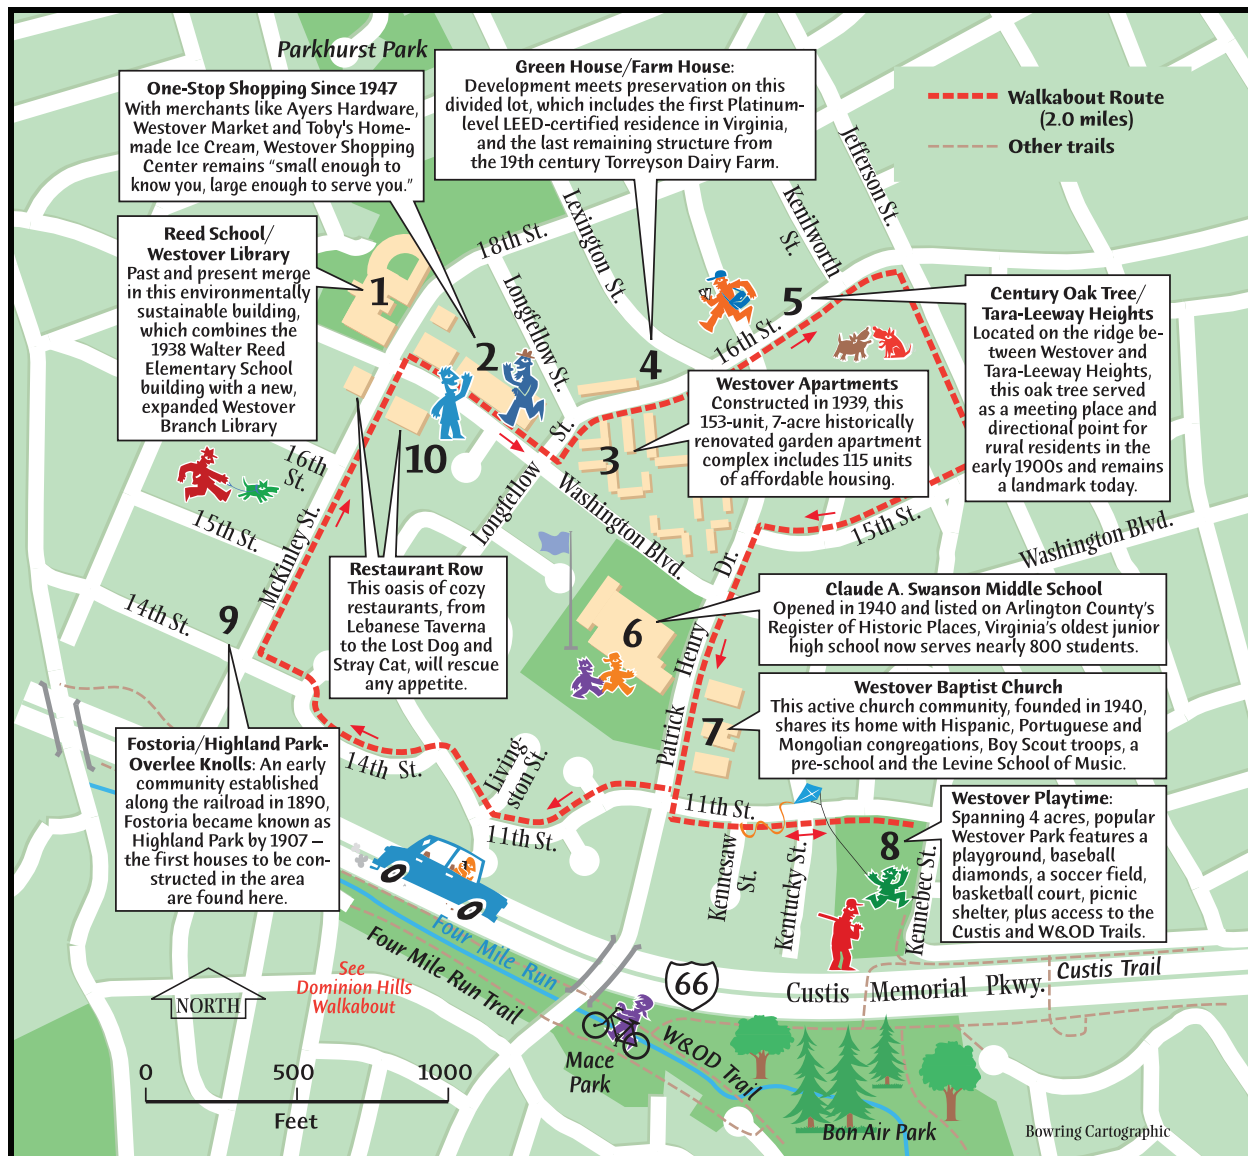 Parkhurst Park
One-Stop Shopping Since 1947
With merchants like Ayers Hardware,
Westover Market and Toby's Home-
made Ice Cream, Westover Shopping
Center remains “small enough to
know you, large enough to serve you.”
Green House/Farm House:
Development meets preservation on this
divided lot, which includes the first Platinum-
level LEED-certified residence in Virginia,
and the last remaining structure from
the 19th century Torreyson Dairy Farm.
Walkabout Route
(2.0 miles)
Other trails
Reed School/
Westover Library
Past and present merge
in this environmentally
sustainable building,
which combines the
1938 Walter Reed
Elementary School
building with a new,
expanded Westover
Branch Library
18th St.
Lexington St.
Kenilworth
St.
Jefferson St.
Longfellow St.
1
2
3
4
5
16th St.
Century Oak Tree/
Tara-Leeway Heights
Located on the ridge be-
tween Westover and
Tara-Leeway Heights,
this oak tree served
as a meeting place and
directional point for
rural residents in the
early 1900s and remains
a landmark today.
Westover Apartments
Constructed in 1939, this
153-unit, 7-acre historically
renovated garden apartment
complex includes 115 units
of affordable housing.
10
16th
St.
15th St.
14th St.
McKinley St.
Longfellow
St.
Washington Blvd.
15th St.
Washington Blvd.
Restaurant Row
This oasis of cozy
restaurants, from
Lebanese Taverna
to the Lost Dog and
Stray Cat, will rescue
any appetite.
9
6
Patrick
Henry
Dr.
Claude A. Swanson Middle School
Opened in 1940 and listed on Arlington County's
Register of Historic Places, Virginia's oldest junior
high school now serves nearly 800 students.
7
Westover Baptist Church
This active church community, founded in 1940,
shares its home with Hispanic, Portuguese and
Mongolian congregations, Boy Scout troops, a
pre-school and the Levine School of Music.
Fostoria/Highland Park-
Overlee Knolls: An early
community established
along the railroad in 1890,
Fostoria became known as
Highland Park by 1907 –
the first houses to be con-
structed in the area
are found here.
14th St.
Living-
ston St.
11th St.
11th St.
Kennesaw
St.
Kentucky St.
Kennebec St.
8
Westover Playtime:
Spanning 4 acres, popular
Westover Park features a
playground, baseball
diamonds, a soccer field,
basketball court, picnic
shelter, plus access to the
Custis and W&OD Trails.
Four Mile Run
Four Mile Run Trail
See
Dominion Hills
Walkabout
NORTH
66
Custis Memorial Pkwy.
Custis Trail
W&OD Trail
Mace
Park
Bon Air Park
0
500
1000
Feet
Bowring Cartographic